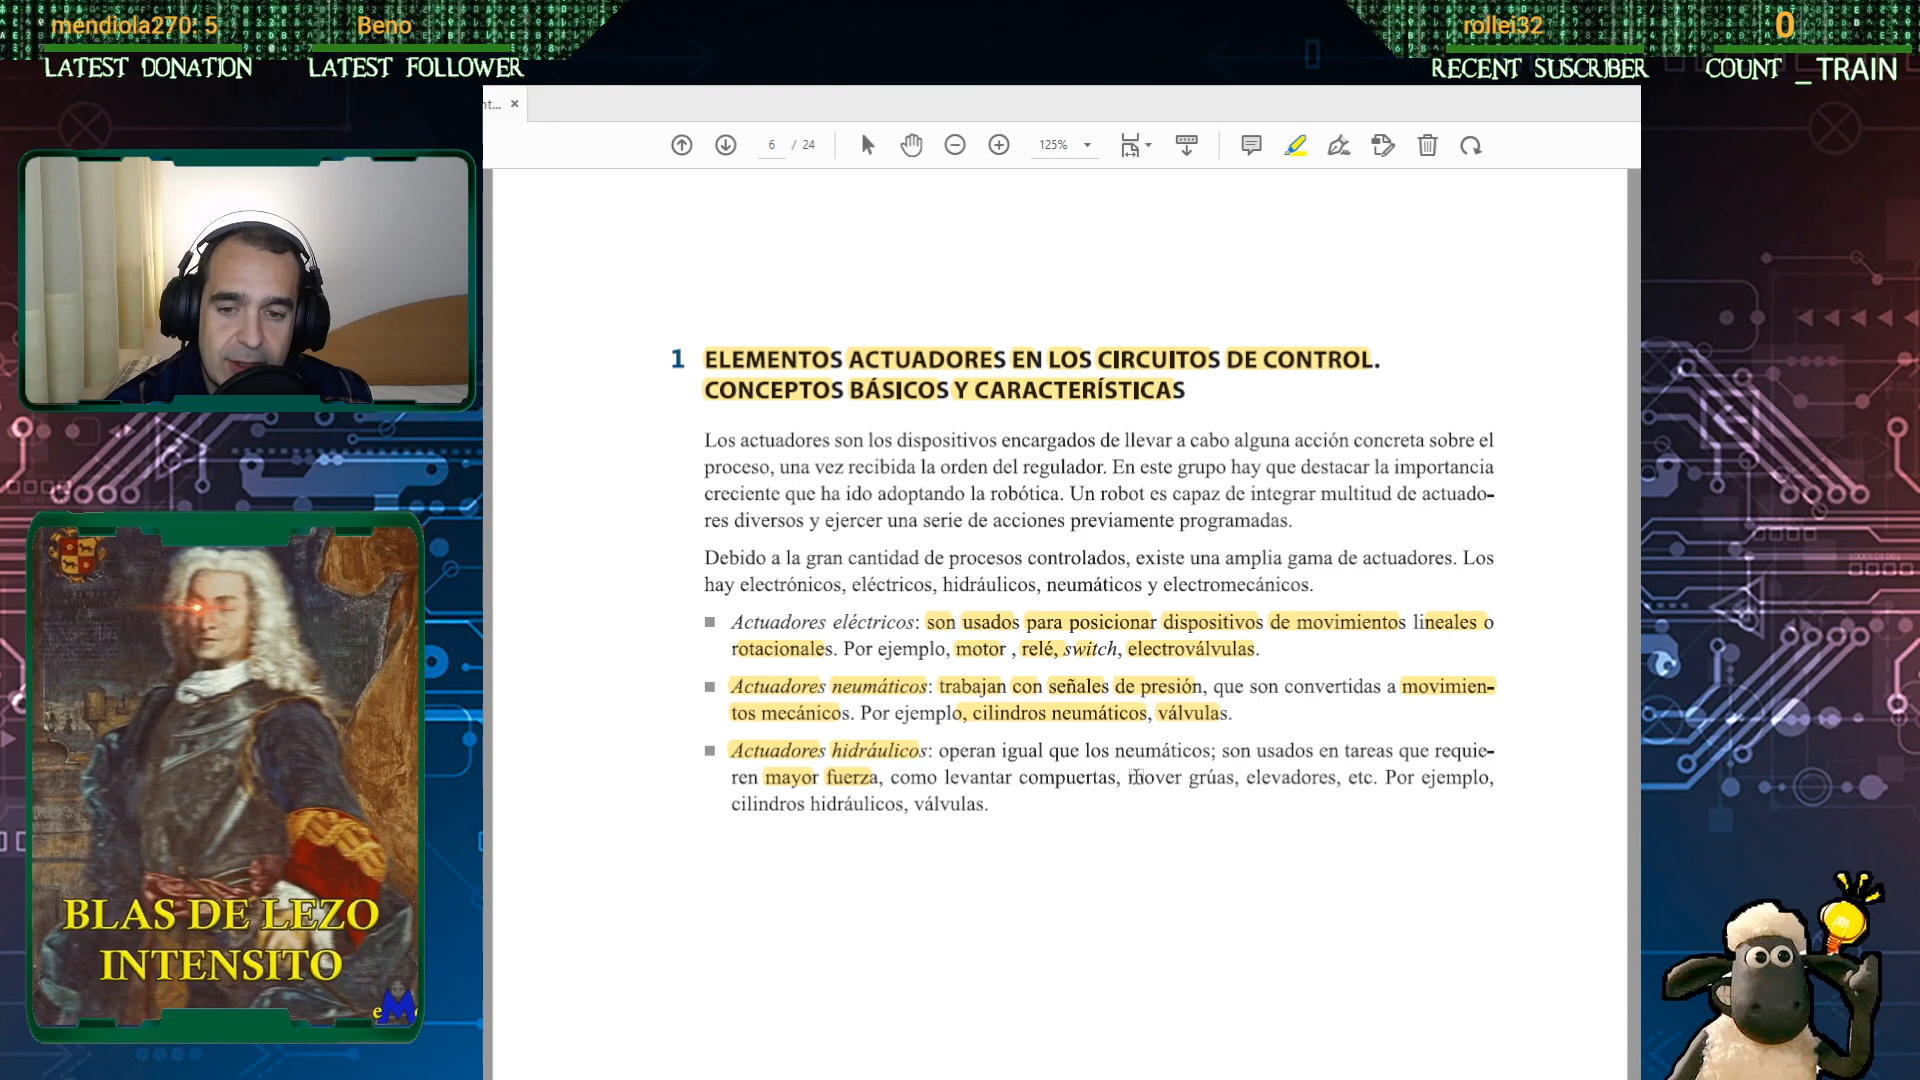 mendiola270: 5
Beno
LATEST DONATION
LATEST FOLLOWER
rollei32
0
RECENT SUSCRIBER
COUNT _TRAIN
nt...
6 / 24
125%
1 ELEMENTOS ACTUADORES EN LOS CIRCUITOS DE CONTROL.
CONCEPTOS BÁSICOS Y CARACTERÍSTICAS
Los actuadores son los dispositivos encargados de llevar a cabo alguna acción concreta sobre el
proceso, una vez recibida la orden del regulador. En este grupo hay que destacar la importancia
creciente que ha ido adoptando la robótica. Un robot es capaz de integrar multitud de actuado-
res diversos y ejercer una serie de acciones previamente programadas.
Debido a la gran cantidad de procesos controlados, existe una amplia gama de actuadores. Los
hay electrónicos, eléctricos, hidráulicos, neumáticos y electromecánicos.
Actuadores eléctricos: son usados para posicionar dispositivos de movimientos lineales o
rotacionales. Por ejemplo, motor , relé, switch, electroválvulas.
Actuadores neumáticos: trabajan con señales de presión, que son convertidas a movimien-
tos mecánicos. Por ejemplo, cilindros neumáticos, válvulas.
Actuadores hidráulicos: operan igual que los neumáticos; son usados en tareas que requie-
ren mayor fuerza, como levantar compuertas, mover grúas, elevadores, etc. Por ejemplo,
cilindros hidráulicos, válvulas.
BLAS DE LEZO
INTENSITO